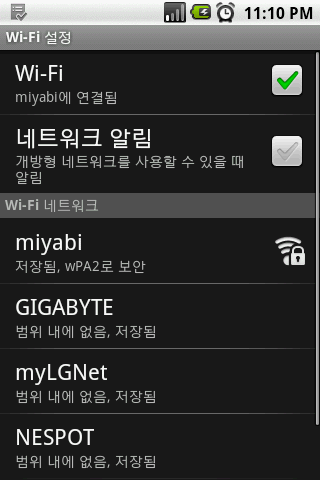 11:10 PM
Wi-Fi 설정
Wi-Fi
miyabi에 연결됨
네트워크 알림
개방형 네트워크를 사용할 수 있을 때
알림
Wi-Fi 네트워크
miyabi
저장됨, wPA2로 보안
GIGABYTE
범위 내에 없음, 저장됨
myLGNet
범위 내에 없음, 저장됨
NESPOT
범위 내에 없음, 저장됨